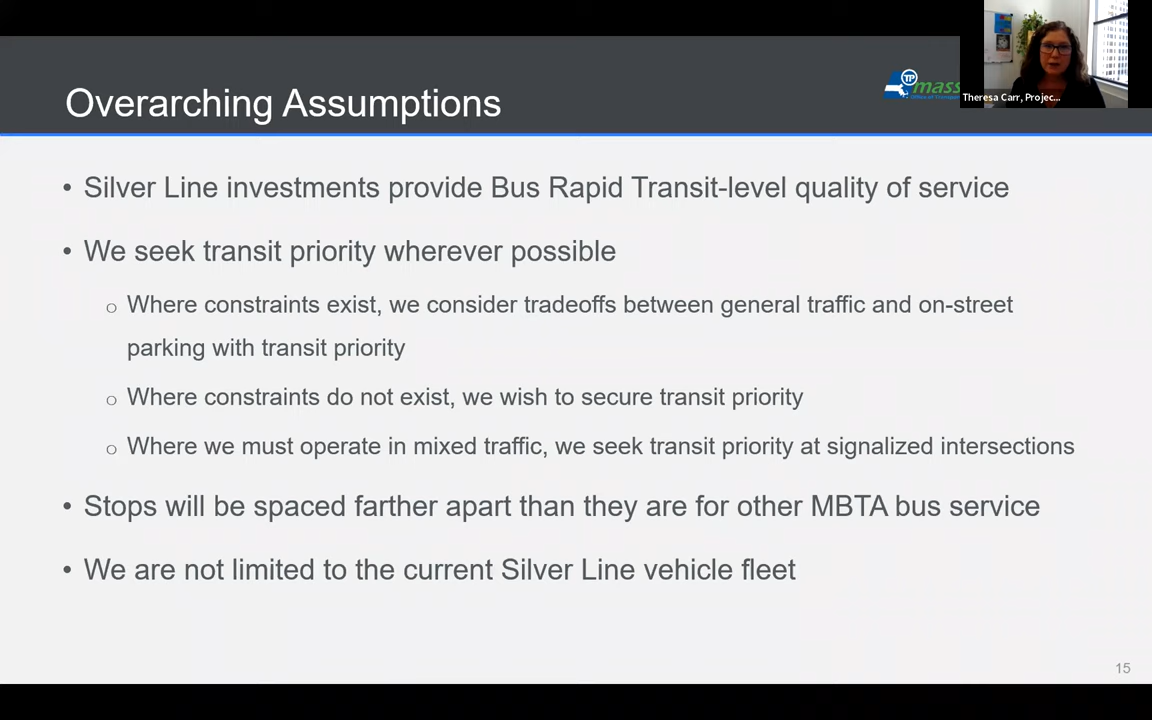 Overarching Assumptions
TP
mass
Theresa Carr, Projec...
• Silver Line investments provide Bus Rapid Transit-level quality of service
• We seek transit priority wherever possible
o Where constraints exist, we consider tradeoffs between general traffic and on-street
parking with transit priority
o Where constraints do not exist, we wish to secure transit priority
o Where we must operate in mixed traffic, we seek transit priority at signalized intersections
• Stops will be spaced farther apart than they are for other MBTA bus service
• We are not limited to the current Silver Line vehicle fleet
15